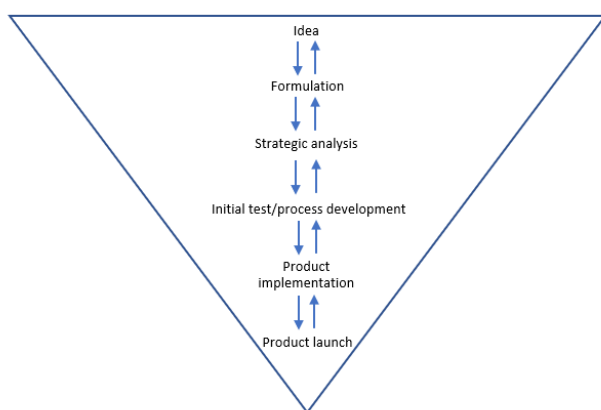 Idea
Formulation
Strategic analysis
Initial test/process development
Product
implementation
Product launch